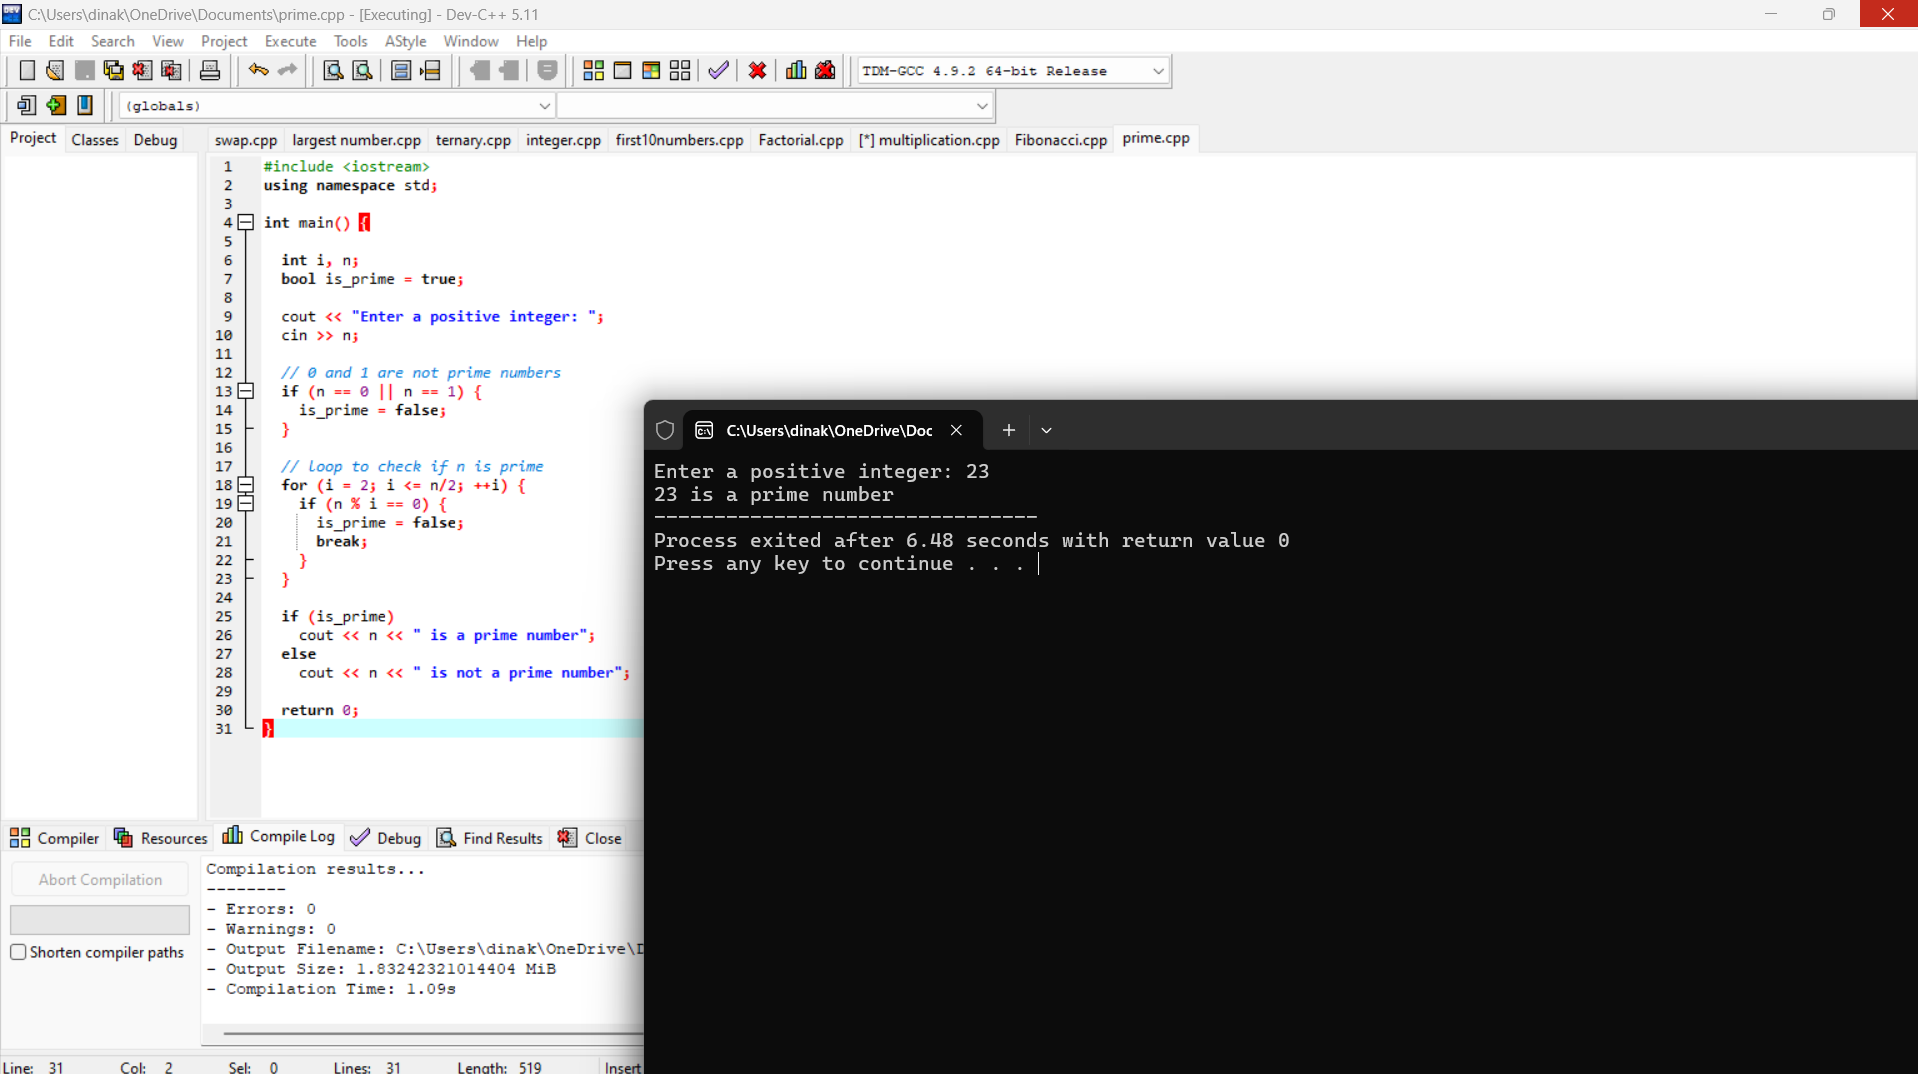 C:\Users\dinak\OneDrive\Documents\prime.cpp - [Executing] - Dev-C++ 5.11
File Edit Search View Project Execute Tools AStyle Window Help
TDM-GCC 4.9.2 64-bit Release
(globals)
Project Classes Debug
swap.cpp largest number.cpp ternary.cpp integer.cpp first10numbers.cpp Factorial.cpp [*] multiplication.cpp Fibonacci.cpp prime.cpp
1 #include <iostream>
2 using namespace std;
3
4 int main() {
5
6 int i, n;
7 bool is_prime = true;
8
9 cout << "Enter a positive integer: ";
10 cin >> n;
11
12 // 0 and 1 are not prime numbers
13 if (n == 0 || n == 1) {
14 is_prime = false;
15 }
16
17 // loop to check if n is prime
18 for (i = 2; i <= n/2; ++i) {
19 if (n % i == 0) {
20 is_prime = false;
21 break;
22 }
23 }
24
25 if (is_prime)
26 cout << n << " is a prime number";
27 else
28 cout << n << " is not a prime number";
29
30 return 0;
31 }
C:\Users\dinak\OneDrive\Doc
Enter a positive integer: 23
23 is a prime number
--------------------------------
Process exited after 6.48 seconds with return value 0
Press any key to continue . . .
Compiler Resources Compile Log Debug Find Results Close
Abort Compilation
Shorten compiler paths
Compilation results...
--------
- Errors: 0
- Warnings: 0
- Output Filename: C:\Users\dinak\OneDrive\
- Output Size: 1.83242321014404 MiB
- Compilation Time: 1.09s
Line: 31 Col: 2 Sel: 0 Lines: 31 Length: 519 Insert